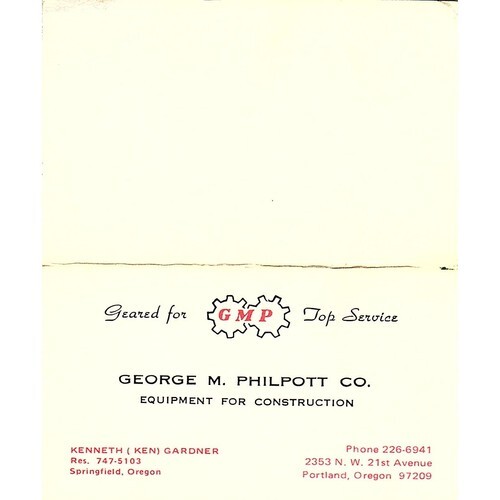 Geared for GMP Top Service
GEORGE M. PHILPOTT CO.
EQUIPMENT FOR CONSTRUCTION
KENNETH ( KEN) GARDNER
Res. 747-5103
Springfield, Oregon
Phone 226-6941
2353 N. W. 21st Avenue
Portland, Oregon 97209